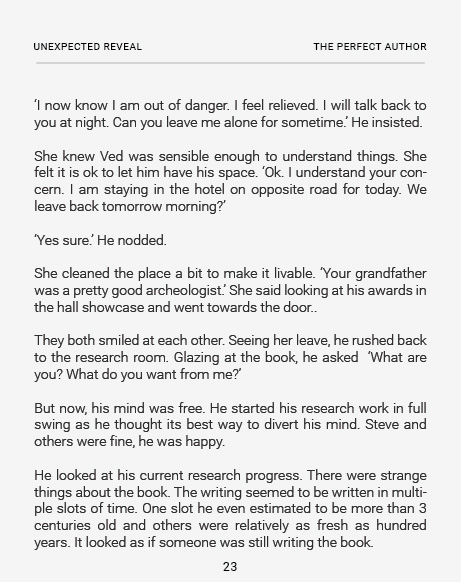 UNEXPECTED REVEAL THE PERFECT AUTHOR
‘I now know I am out of danger. I feel relieved. I will talk back to
you at night. Can you leave me alone for sometime.’ He insisted.
She knew Ved was sensible enough to understand things. She
felt it is ok to let him have his space. ‘Ok. I understand your con-
cern. I am staying in the hotel on opposite road for today. We
leave back tomorrow morning?’
‘Yes sure.’ He nodded.
She cleaned the place a bit to make it livable. ‘Your grandfather
was a pretty good archeologist.’ She said looking at his awards in
the hall showcase and went towards the door..
They both smiled at each other. Seeing her leave, he rushed back
to the research room. Glazing at the book, he asked ‘What are
you? What do you want from me?’
But now, his mind was free. He started his research work in full
swing as he thought its best way to divert his mind. Steve and
others were fine, he was happy.
He looked at his current research progress. There were strange
things about the book. The writing seemed to be written in multi-
ple slots of time. One slot he even estimated to be more than 3
centuries old and others were relatively as fresh as hundred
years. It looked as if someone was still writing the book.
23